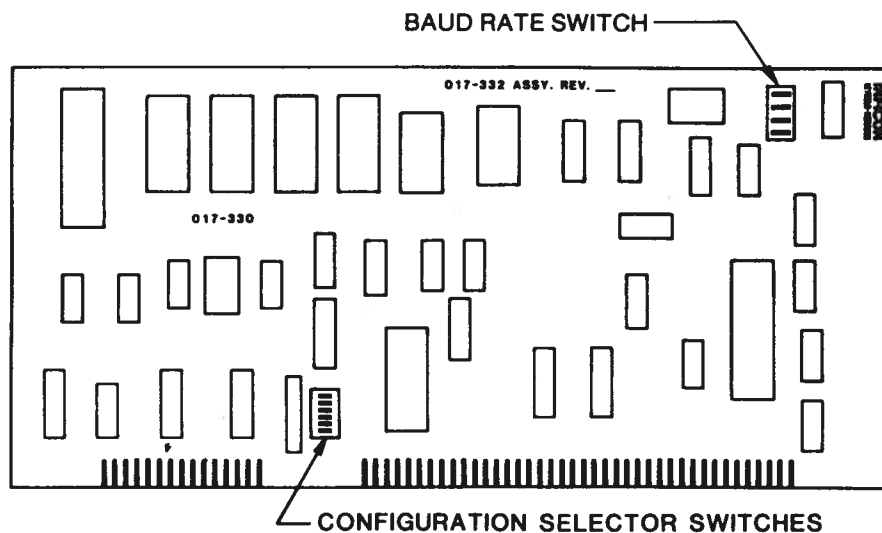 BAUD RATE SWITCH
017-332 ASSY. REV. __
017-330
CONFIGURATION SELECTOR SWITCHES